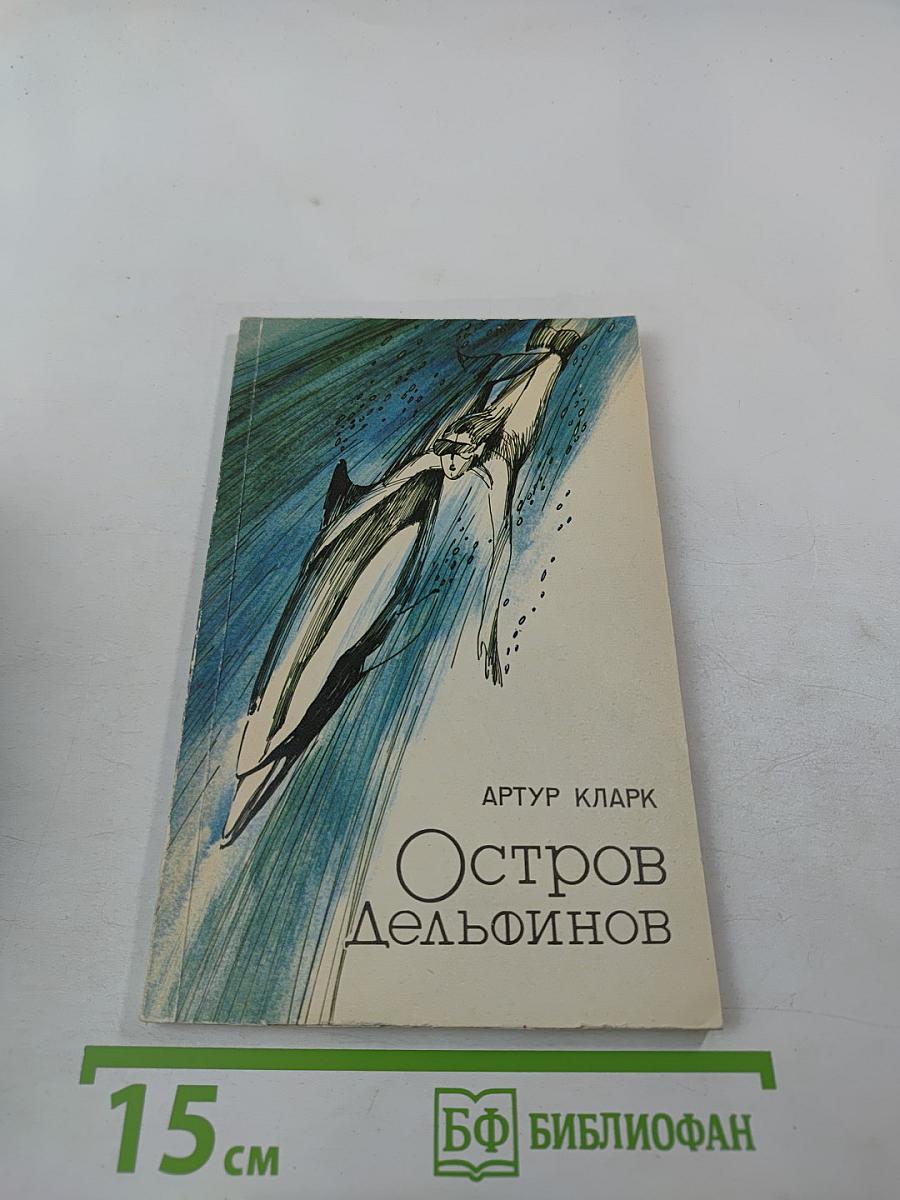 АРТУР КЛАРК
Остров
дельфинов
15 см
БФ БИБЛИОФАН